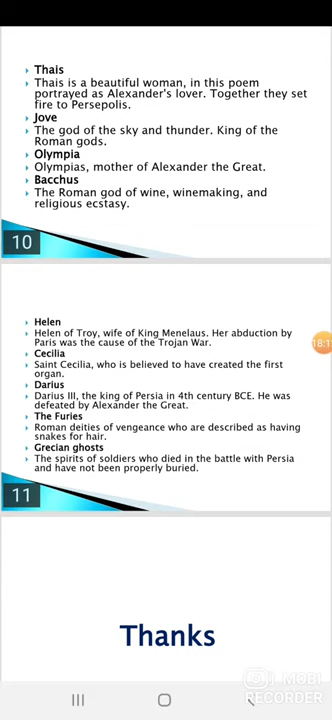 Thais
Thais is a beautiful woman, in this poem
portrayed as Alexander's lover. Together they set
fire to Persepolis.
Jove
The god of the sky and thunder. King of the
Roman gods.
Olympia
Olympias, mother of Alexander the Great.
Bacchus
The Roman god of wine, winemaking, and
religious ecstasy.
10
Helen
Helen of Troy, wife of King Menelaus. Her abduction by
Paris was the cause of the Trojan War.
18:1
Cecilia
Saint Cecilia, who is believed to have created the first
organ.
Darius
Darius III, the king of Persia in 4th century BCE. He was
defeated by Alexander the Great.
The Furies
Roman deities of vengeance who are described as having
snakes for hair.
Grecian ghosts
The spirits of soldiers who died in the battle with Persia
and have not been properly buried.
11
Thanks
MOBI
RECORDER